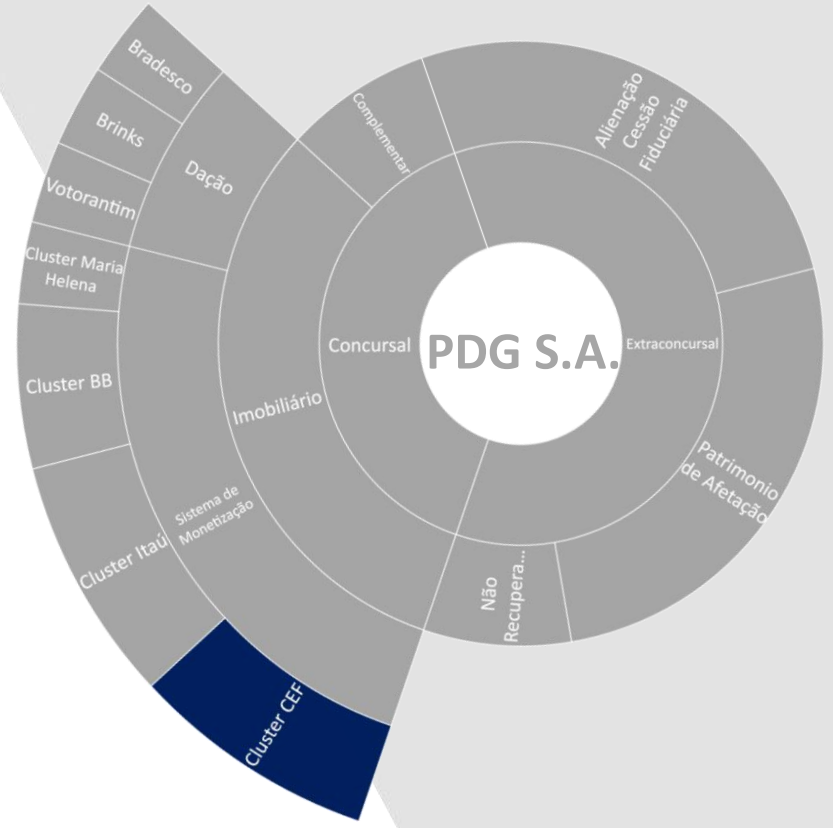 Bradesco
Brinks
Votorantim
Cluster Maria
Helena
Cluster BB
Cluster Itaú
Cluster CEF
Dação
Sistema de
Monetização
Imobiliário
Complementar
Concursal
PDG S.A.
Extraconcursal
Alienação
Cessão
Fiduciária
Patrimonio
de Afetação
Não
Recupera...